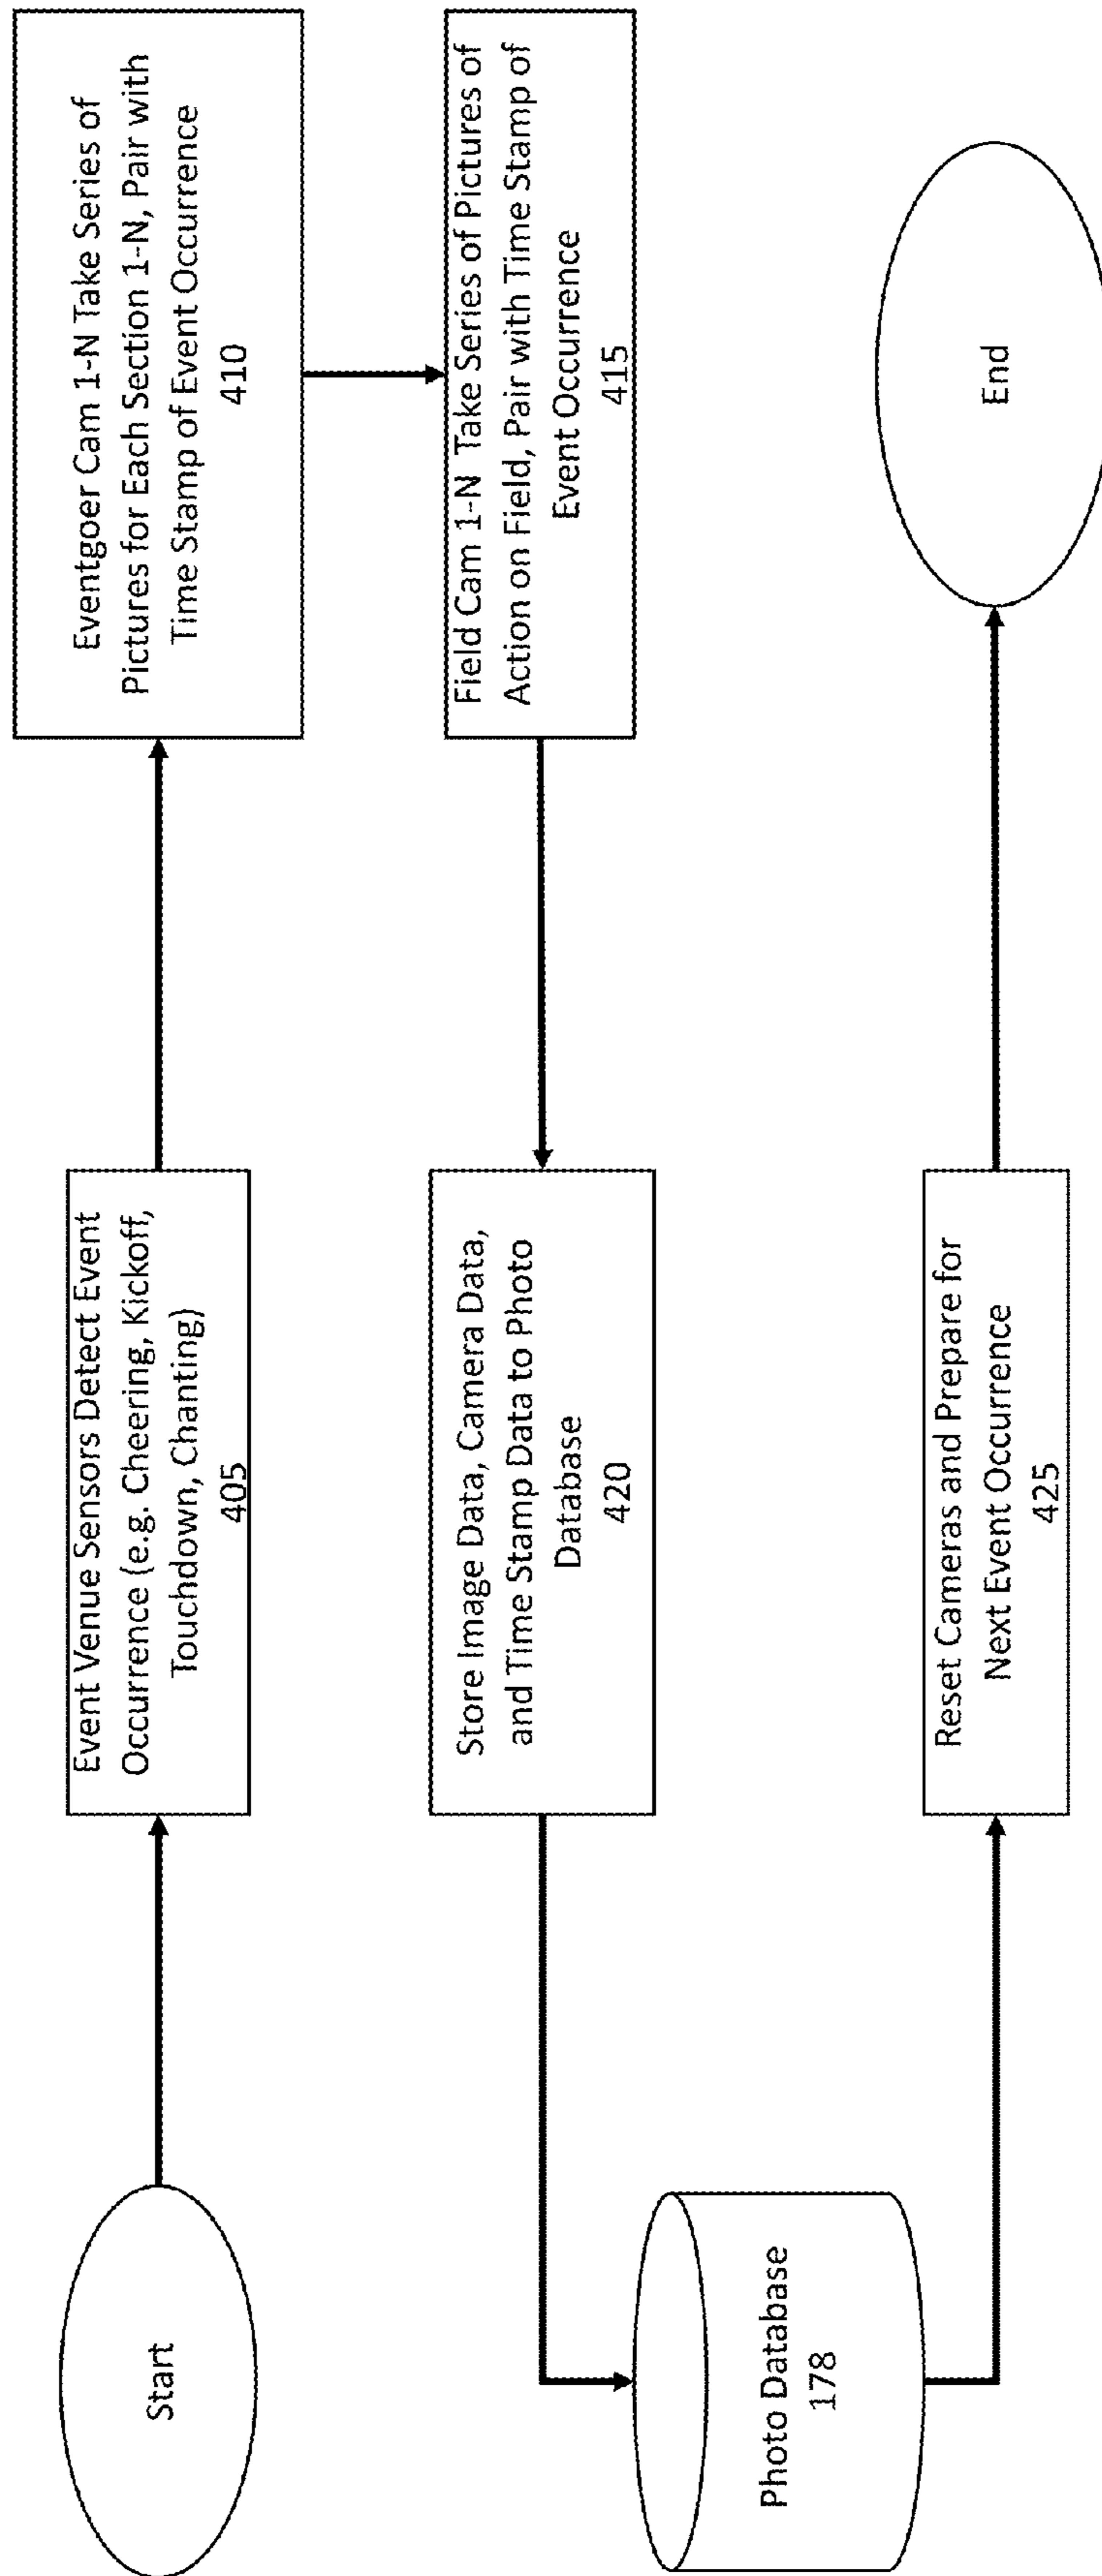 Start
Event Venue Sensors Detect Event
Occurrence (e.g. Cheering, Kickoff,
Touchdown, Chanting)
405
Eventgoer Cam 1-N Take Series of
Pictures for Each Section 1-N, Pair with
Time Stamp of Event Occurrence
410
Field Cam 1-N Take Series of Pictures of
Action on Field, Pair with Time Stamp of
Event Occurrence
415
Store Image Data, Camera Data,
and Time Stamp Data to Photo
Database
420
Photo Database
178
Reset Cameras and Prepare for
Next Event Occurrence
425
End